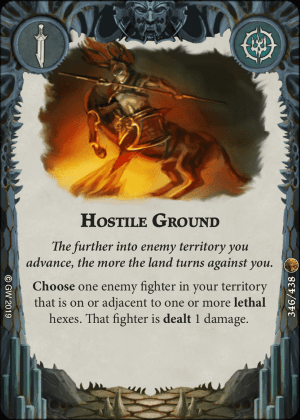 Hostile Ground
The further into enemy territory you
advance, the more the land turns against you.
Choose one enemy fighter in your territory
that is on or adjacent to one or more lethal
hexes. That fighter is dealt 1 damage.
© GW 2019
346/438